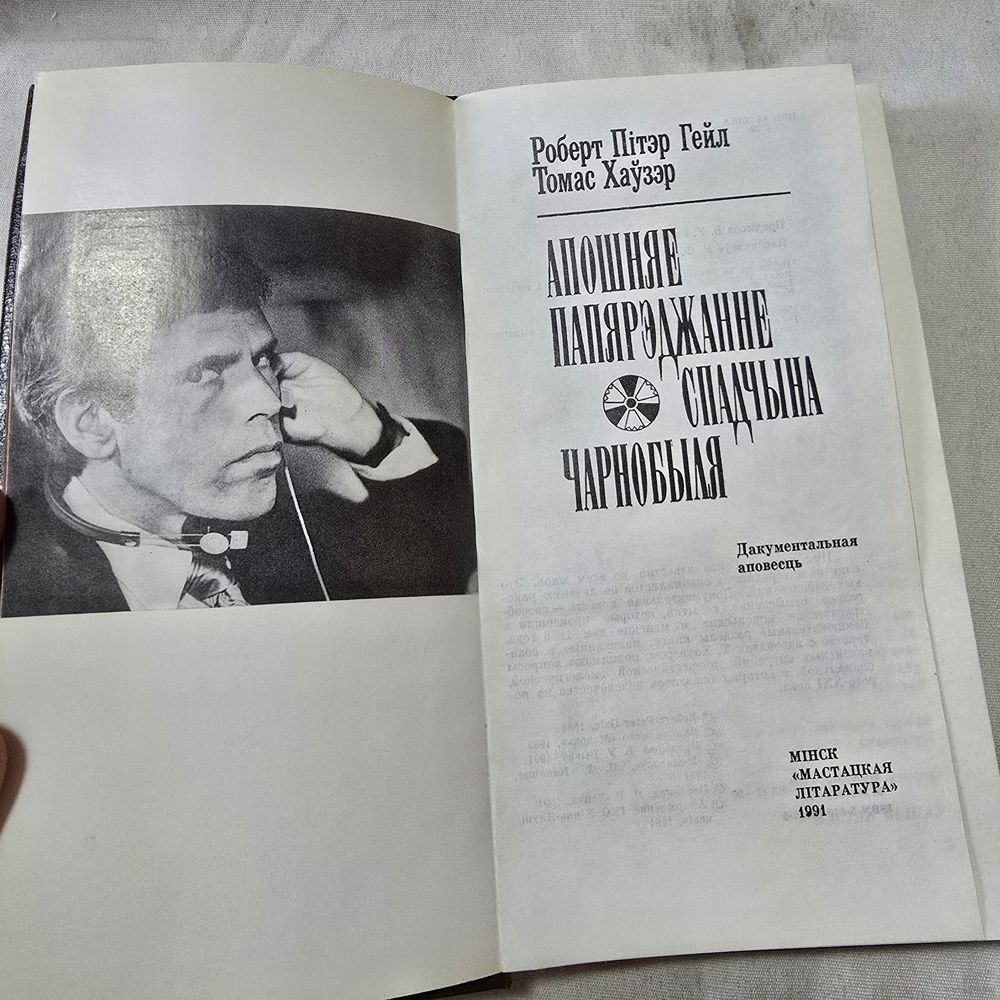 Роберт Пітэр Гейл
Томас Хаўзэр
АПОШНЯЕ
ПАПЯРЭДЖАННЕ
СПАДЧЫНА
ЧАРНОБЫЛЯ
Дакументальная
аповесць
МІНСК
«МАСТАЦКАЯ
ЛІТАРАТУРА»
1991